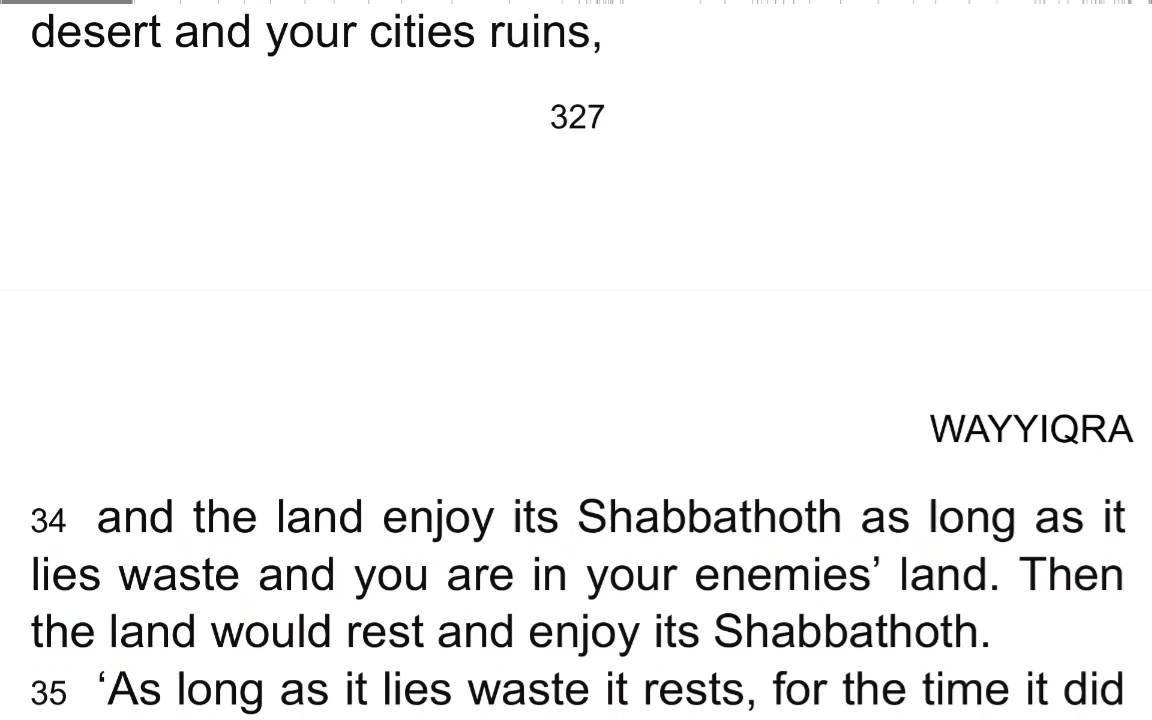 desert and your cities ruins,
327
WAYYIQRA
34 and the land enjoy its Shabbathoth as long as it
lies waste and you are in your enemies’ land. Then
the land would rest and enjoy its Shabbathoth.
35 ‘As long as it lies waste it rests, for the time it did